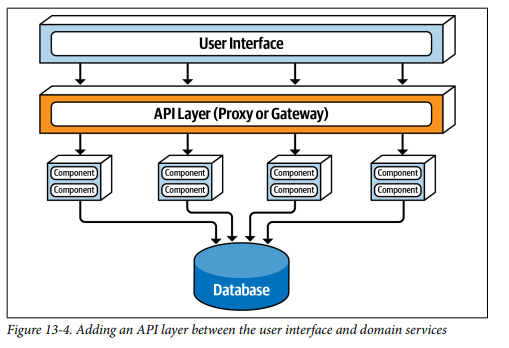 User Interface
API Layer (Proxy or Gateway)
Component Component Component Component
Component Component Component Component
Database
Figure 13-4. Adding an API layer between the user interface and domain services